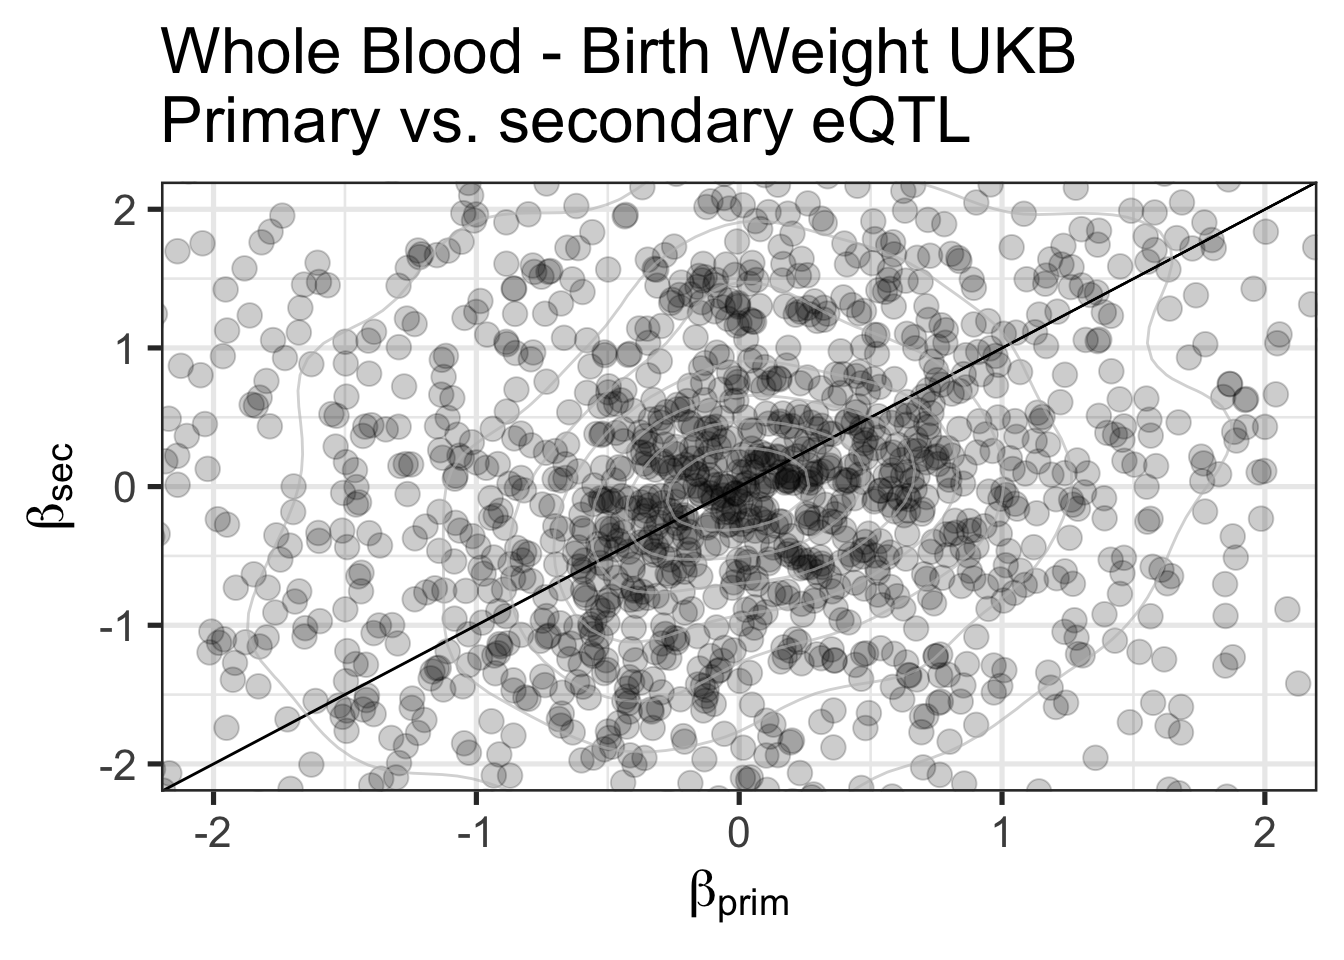 Whole Blood - Birth Weight UKB
Primary vs. secondary eQTL
2
1
0
-1
-2
βsec
-2 -1 0 1 2
βprim